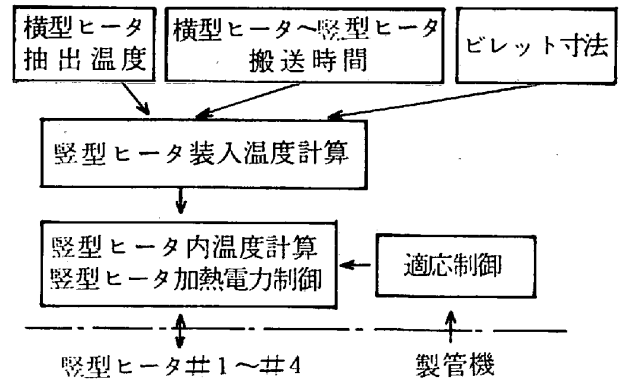 横型ヒータ
抽出温度
横型ヒータ〜竪型ヒータ
搬送時間
ビレット寸法
竪型ヒータ装入温度計算
竪型ヒータ内温度計算
竪型ヒータ加熱電力制御
適応制御
竪型ヒータ#1〜#4
製管機